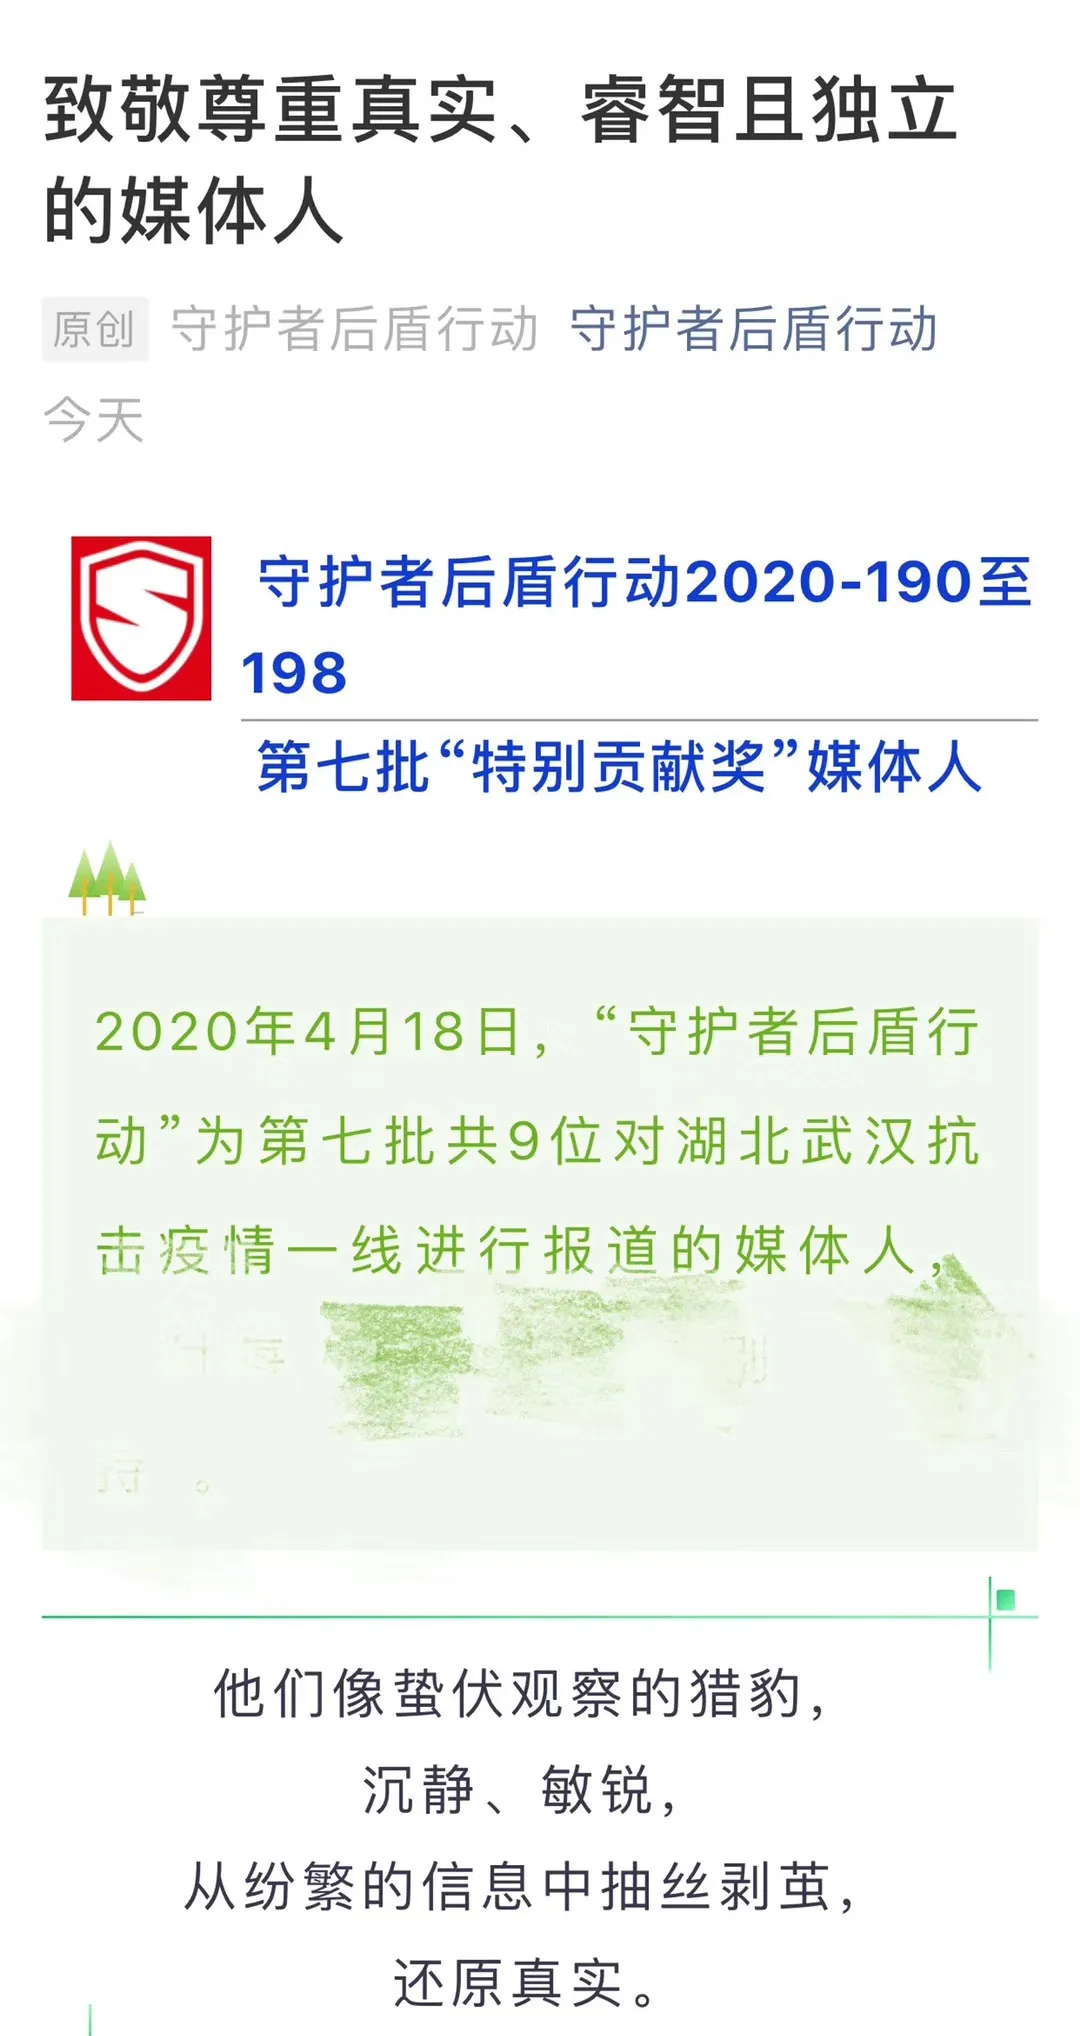 致敬尊重真实、睿智且独立
的媒体人
原创 守护者后盾行动 守护者后盾行动
今天
守护者后盾行动2020-190至
198
第七批“特别贡献奖”媒体人
2020年4月18日，“守护者后盾行
动”为第七批共9位对湖北武汉抗
击疫情一线进行报道的媒体人，
他们像蛰伏观察的猎豹，
沉静、敏锐，
从纷繁的信息中抽丝剥茧，
还原真实。